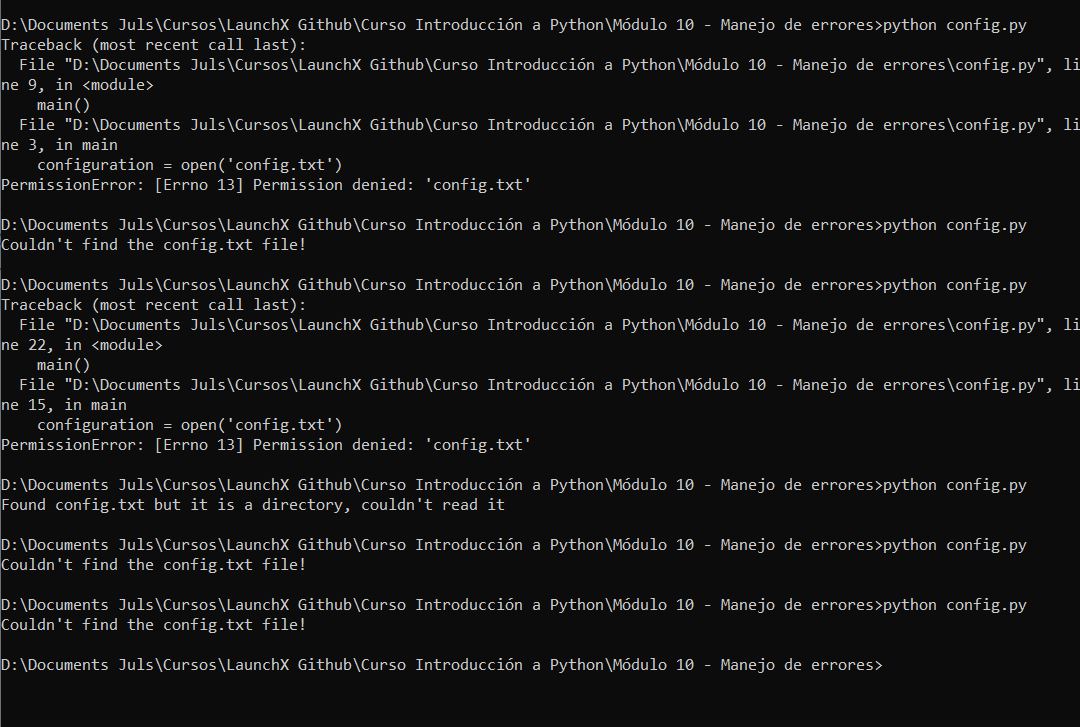 D:\Documents Juls\Cursos\LaunchX Github\Curso Introducción a Python\Módulo 10 - Manejo de errores>python config.py
Traceback (most recent call last):
  File "D:\Documents Juls\Cursos\LaunchX Github\Curso Introducción a Python\Módulo 10 - Manejo de errores\config.py", li
ne 9, in <module>
    main()
  File "D:\Documents Juls\Cursos\LaunchX Github\Curso Introducción a Python\Módulo 10 - Manejo de errores\config.py", li
ne 3, in main
    configuration = open('config.txt')
PermissionError: [Errno 13] Permission denied: 'config.txt'

D:\Documents Juls\Cursos\LaunchX Github\Curso Introducción a Python\Módulo 10 - Manejo de errores>python config.py
Couldn't find the config.txt file!

D:\Documents Juls\Cursos\LaunchX Github\Curso Introducción a Python\Módulo 10 - Manejo de errores>python config.py
Traceback (most recent call last):
  File "D:\Documents Juls\Cursos\LaunchX Github\Curso Introducción a Python\Módulo 10 - Manejo de errores\config.py", li
ne 22, in <module>
    main()
  File "D:\Documents Juls\Cursos\LaunchX Github\Curso Introducción a Python\Módulo 10 - Manejo de errores\config.py", li
ne 15, in main
    configuration = open('config.txt')
PermissionError: [Errno 13] Permission denied: 'config.txt'

D:\Documents Juls\Cursos\LaunchX Github\Curso Introducción a Python\Módulo 10 - Manejo de errores>python config.py
Found config.txt but it is a directory, couldn't read it

D:\Documents Juls\Cursos\LaunchX Github\Curso Introducción a Python\Módulo 10 - Manejo de errores>python config.py
Couldn't find the config.txt file!

D:\Documents Juls\Cursos\LaunchX Github\Curso Introducción a Python\Módulo 10 - Manejo de errores>python config.py
Couldn't find the config.txt file!

D:\Documents Juls\Cursos\LaunchX Github\Curso Introducción a Python\Módulo 10 - Manejo de errores>